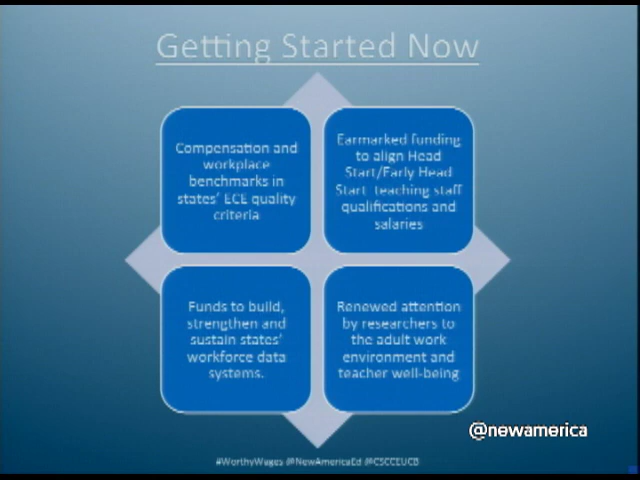 Getting Started Now
Compensation and
workplace
benchmarks in
states' ECE quality
criteria
Earmarked funding
to align Head
Start/Early Head
Start teaching staff
qualifications and
salaries
Funds to build,
strengthen and
sustain states'
workforce data
systems.
Renewed attention
by researchers to
the adult work
environment and
teacher well-being
@newamerica
#WorthyWages @NewAmericaEd @CSCCEUCB